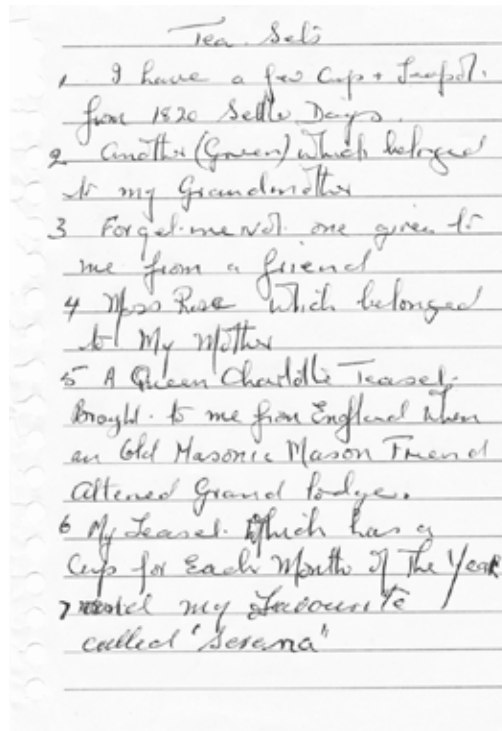 Tea Sets
1 I have a few Cup + Teapot.
from 1820 Settle Days.
2 Another (Green) which belonged
to my Grandmother
3 Forget-me Not. one given to
me from a friend
4 Moss Rose which belonged
to My Mother
5 A Queen Charlotte Teaset.
Brought. to me from England when
an Old Masonic Mason Friend
Attened Grand Lodge.
6 My Teaset. Which has a
Cup for Each Month of The Year
7 my Favourite
called "Serena"